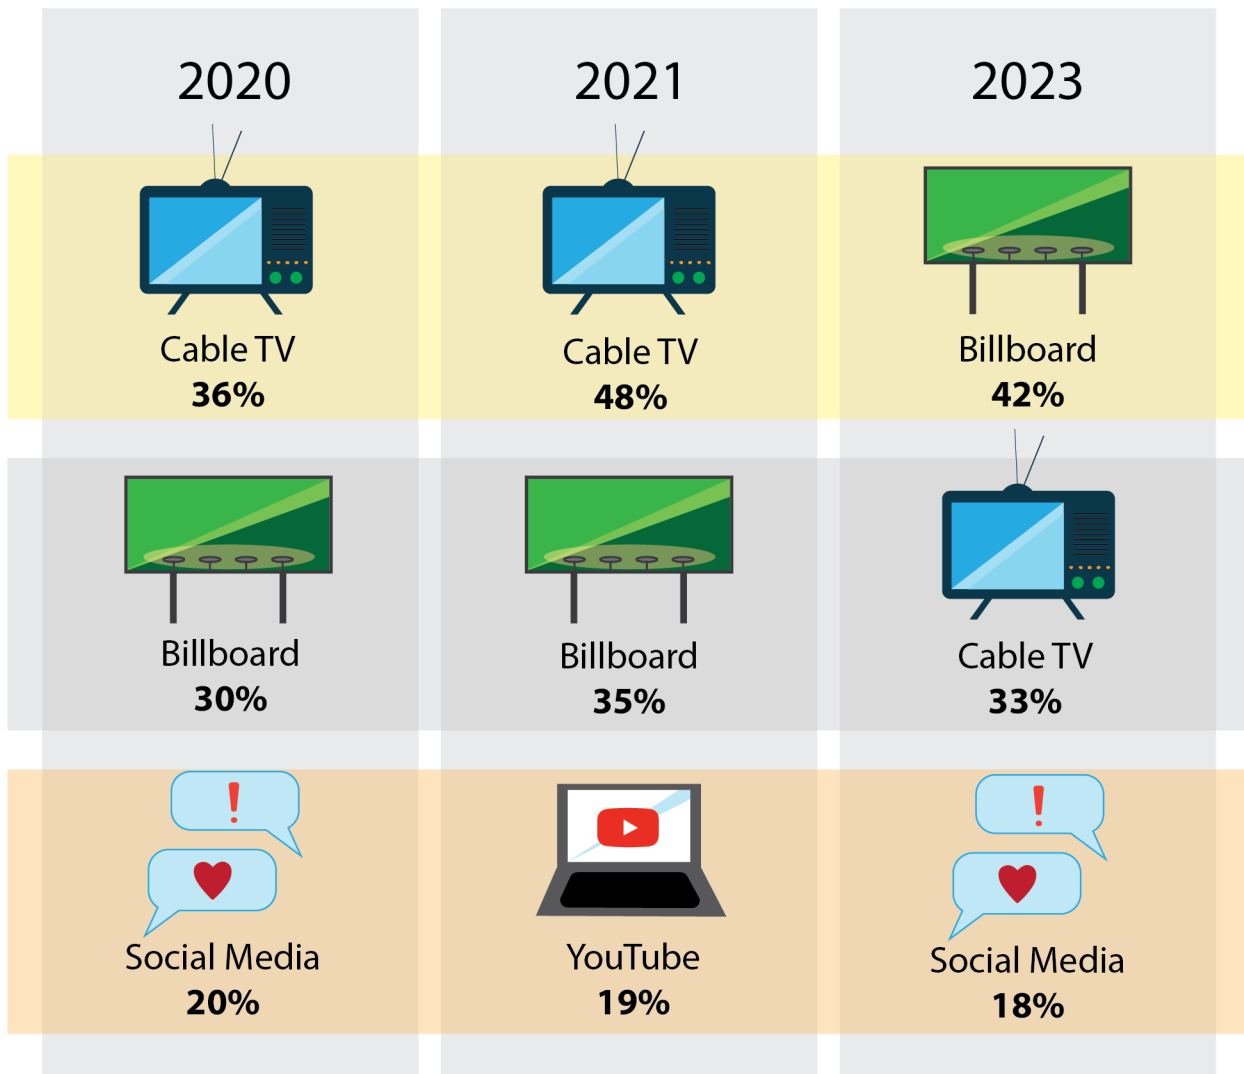 2020
2021
2023
Cable TV
36%
Cable TV
48%
Billboard
42%
Billboard
30%
Billboard
35%
Cable TV
33%
Social Media
20%
YouTube
19%
Social Media
18%